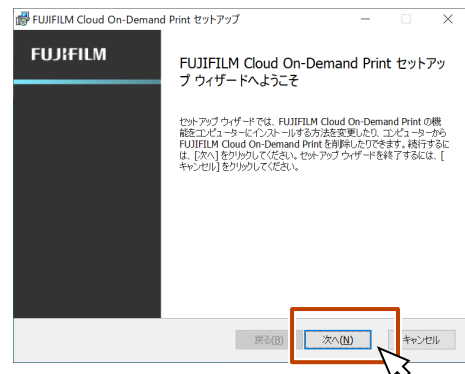 FUJIFILM Cloud On-Demand Print セットアップ
FUJIFILM
FUJIFILM Cloud On-Demand Print セットアッ
プ ウィザードへようこそ
セットアップ ウィザードでは、FUJIFILM Cloud On-Demand Print の機
能をコンピューターにインストールする方法を変更したり、コンピューターから
FUJIFILM Cloud On-Demand Print を削除したりできます。続行するに
は、[次へ] をクリックしてください。セットアップ ウィザードを終了するには、[
キャンセル] をクリックしてください。
戻る(B) 次へ(N) キャンセル